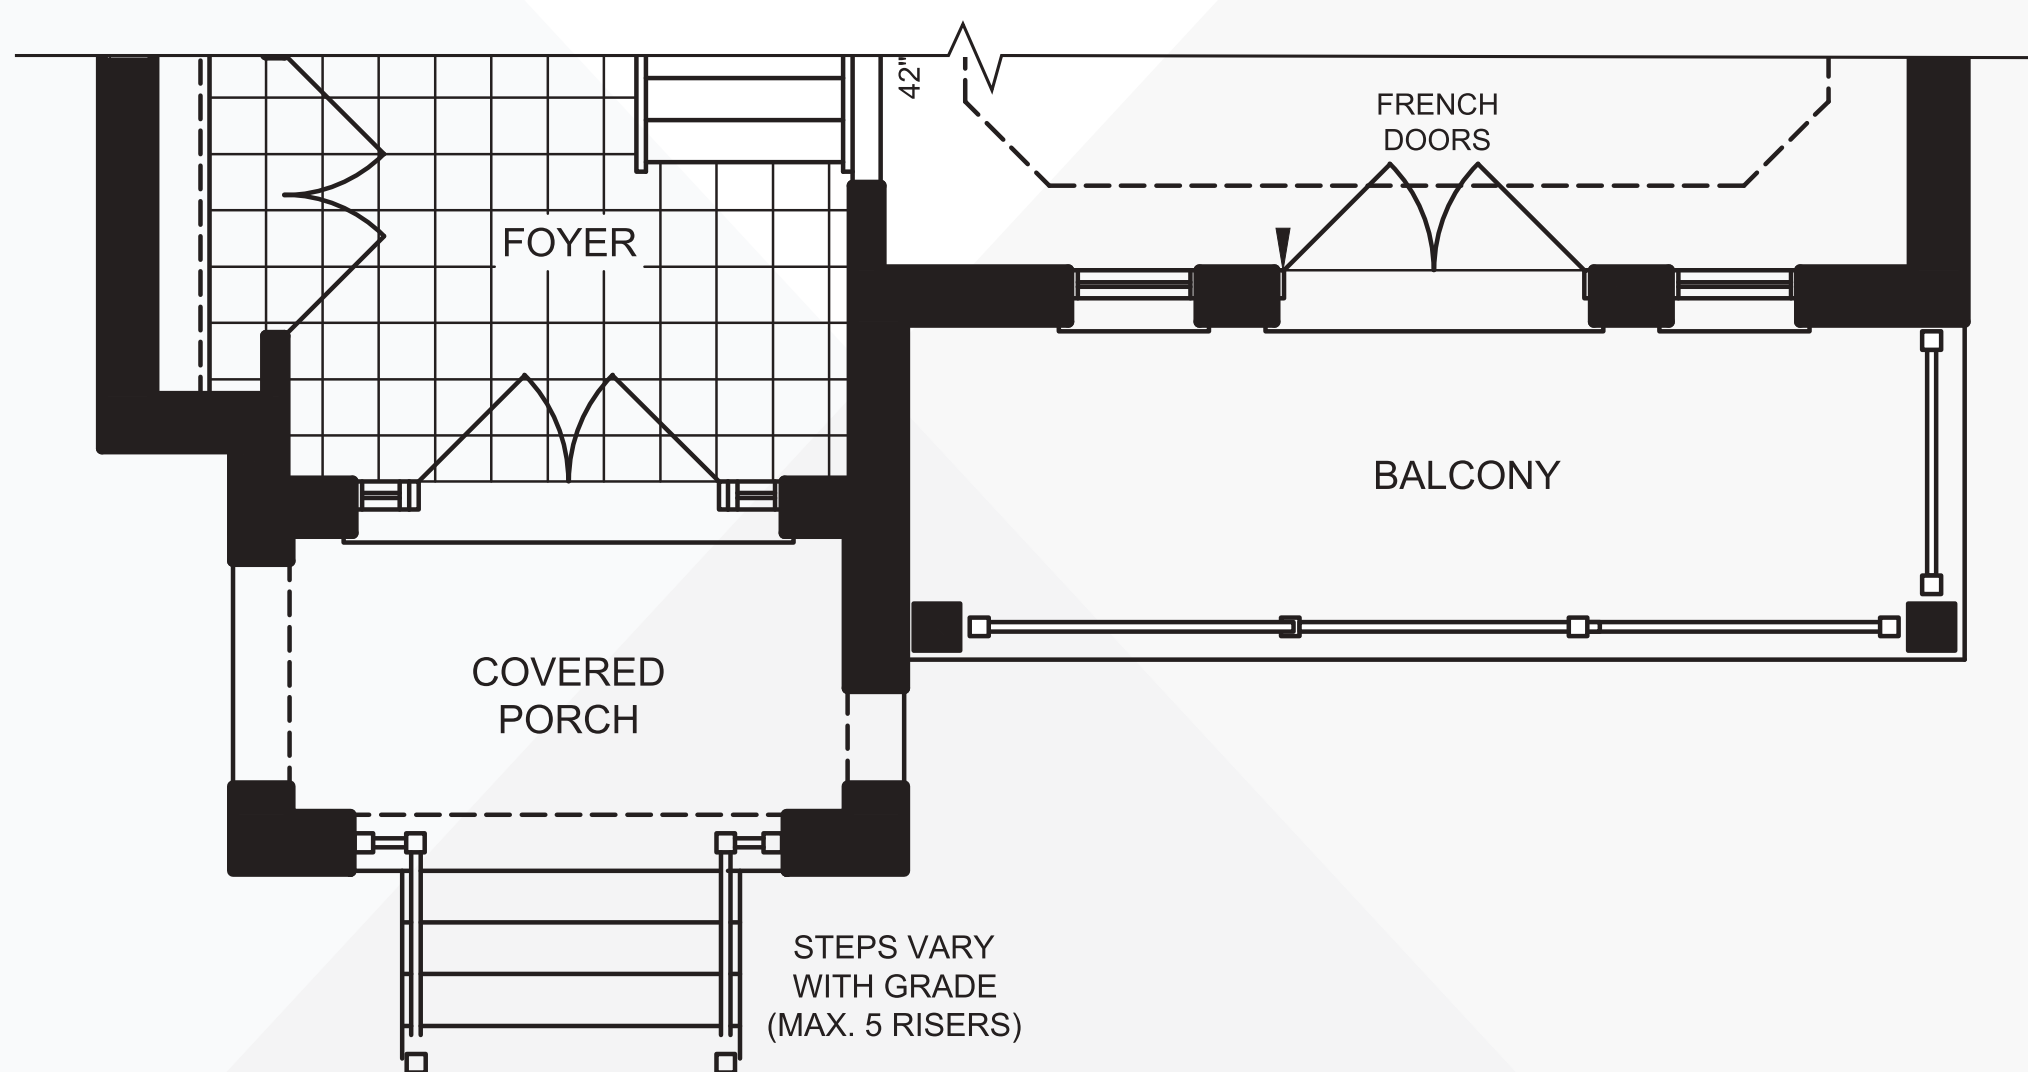 42"
FRENCH
DOORS
FOYER
BALCONY
COVERED
PORCH
STEPS VARY
WITH GRADE
(MAX. 5 RISERS)